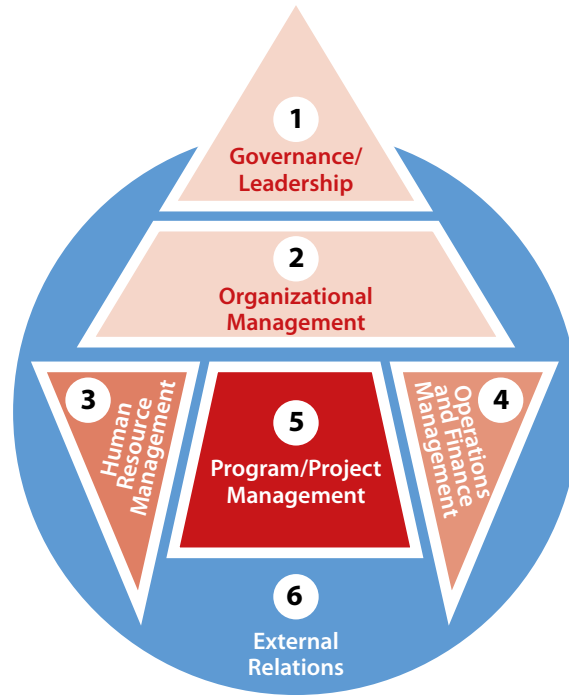 1
Governance/
Leadership
2
Organizational
Management
3
Human
Resource
Management
4
Operations
and Finance
Management
5
Program/Project
Management
6
External
Relations